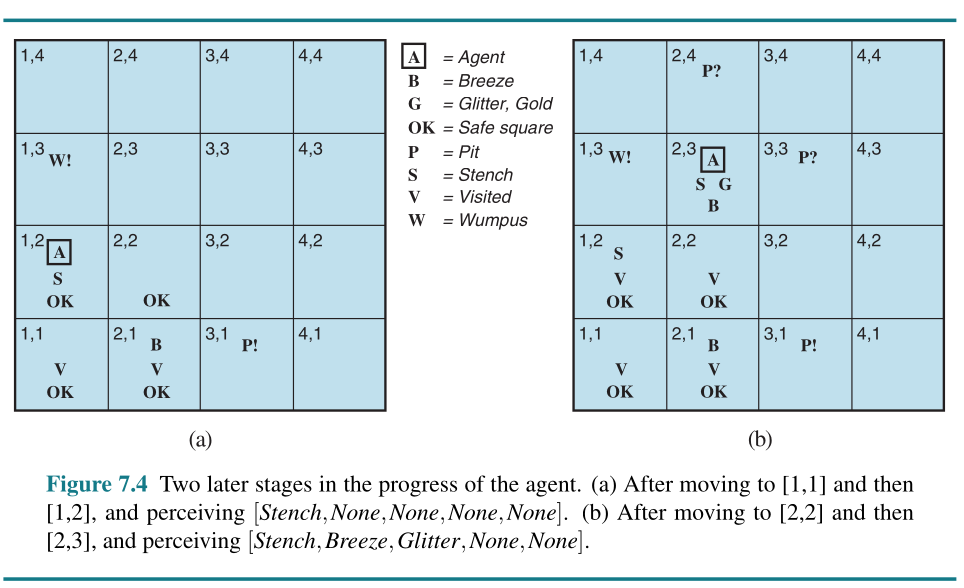 1,4 2,4 3,4 4,4
1,3 W! 2,3 3,3 4,3
1,2 A 2,2 3,2 4,2
S
OK OK
1,1 2,1 B 3,1 P! 4,1
V V
OK OK
(a)
A = Agent
B = Breeze
G = Glitter, Gold
OK = Safe square
P = Pit
S = Stench
V = Visited
W = Wumpus
1,4 2,4 P? 3,4 4,4
1,3 W! 2,3 A 3,3 P? 4,3
S G
B
1,2 S 2,2 3,2 4,2
V V
OK OK
1,1 2,1 B 3,1 P! 4,1
V V
OK OK
(b)
Figure 7.4 Two later stages in the progress of the agent. (a) After moving to [1,1] and then
[1,2], and perceiving [Stench, None, None, None, None]. (b) After moving to [2,2] and then
[2,3], and perceiving [Stench, Breeze, Glitter, None, None].